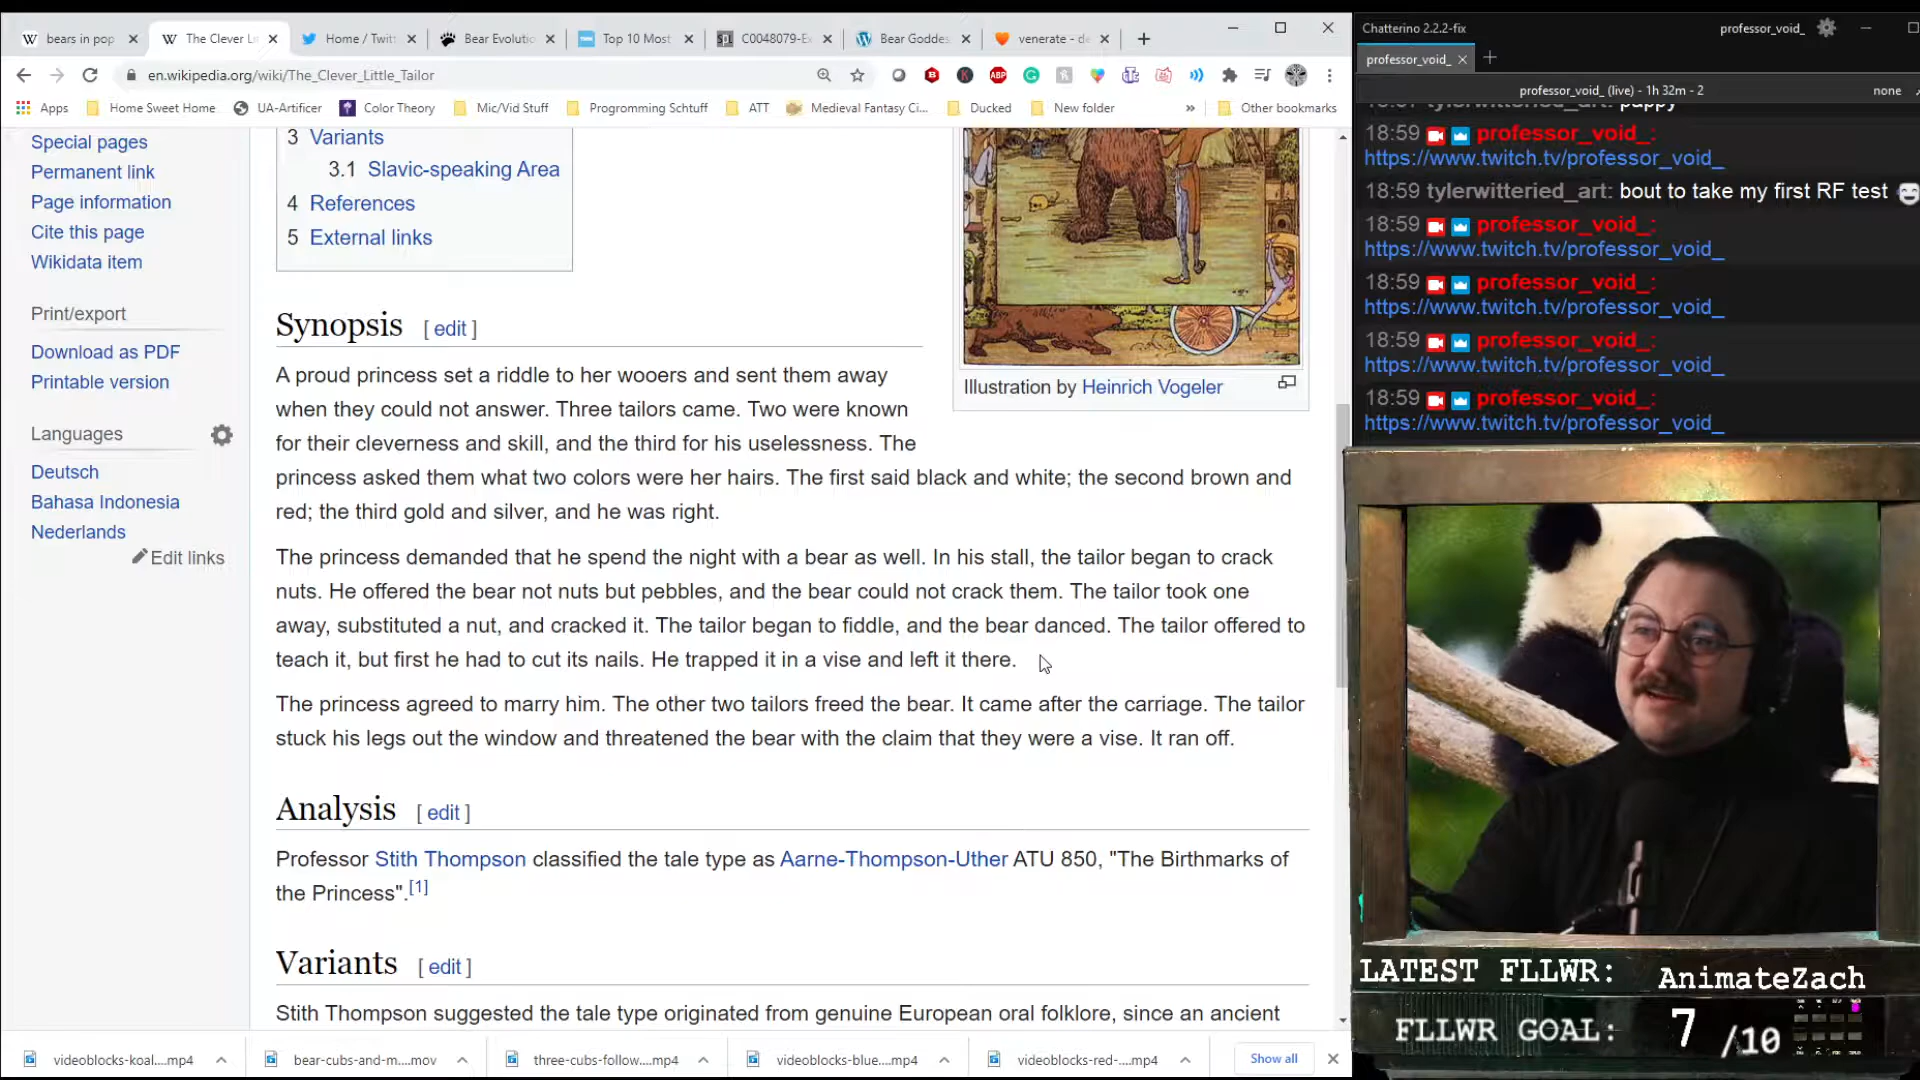 bears in pop
The Clever L
Home / Twitt
Bear Evolutio
Top 10 Most
C0048079-E
Bear Goddes
venerate - de
en.wikipedia.org/wiki/The_Clever_Little_Tailor
Apps
Home Sweet Home
UA-Artificer
Color Theory
Mic/Vid Stuff
Programming Schtuff
ATT
Medieval Fantasy Ci...
Ducked
New folder
»
Other bookmarks
Special pages
Permanent link
Page information
Cite this page
Wikidata item
Print/export
Download as PDF
Printable version
Languages
Deutsch
Bahasa Indonesia
Nederlands
Edit links
3 Variants
3.1 Slavic-speaking Area
4 References
5 External links
Illustration by Heinrich Vogeler
Synopsis [ edit ]
A proud princess set a riddle to her wooers and sent them away
when they could not answer. Three tailors came. Two were known
for their cleverness and skill, and the third for his uselessness. The
princess asked them what two colors were her hairs. The first said black and white; the second brown and
red; the third gold and silver, and he was right.
The princess demanded that he spend the night with a bear as well. In his stall, the tailor began to crack
nuts. He offered the bear not nuts but pebbles, and the bear could not crack them. The tailor took one
away, substituted a nut, and cracked it. The tailor began to fiddle, and the bear danced. The tailor offered to
teach it, but first he had to cut its nails. He trapped it in a vise and left it there.
The princess agreed to marry him. The other two tailors freed the bear. It came after the carriage. The tailor
stuck his legs out the window and threatened the bear with the claim that they were a vise. It ran off.
Analysis [ edit ]
Professor Stith Thompson classified the tale type as Aarne-Thompson-Uther ATU 850, "The Birthmarks of
the Princess".[1]
Variants [ edit ]
Stith Thompson suggested the tale type originated from genuine European oral folklore, since an ancient
videoblocks-koal....mp4
bear-cubs-and-m....mov
three-cubs-follow....mp4
videoblocks-blue....mp4
videoblocks-red-....mp4
Show all
Chatterino 2.2.2-fix
professor_void_
professor_void_
professor_void_ (live) - 1h 32m - 2
none
tylerwitteried_art: puppy
18:59 professor_void_:
https://www.twitch.tv/professor_void_
18:59 tylerwitteried_art: bout to take my first RF test
18:59 professor_void_:
https://www.twitch.tv/professor_void_
18:59 professor_void_:
https://www.twitch.tv/professor_void_
18:59 professor_void_:
https://www.twitch.tv/professor_void_
18:59 professor_void_:
https://www.twitch.tv/professor_void_
LATEST FLLWR: AnimateZach
FLLWR GOAL: 7 /10